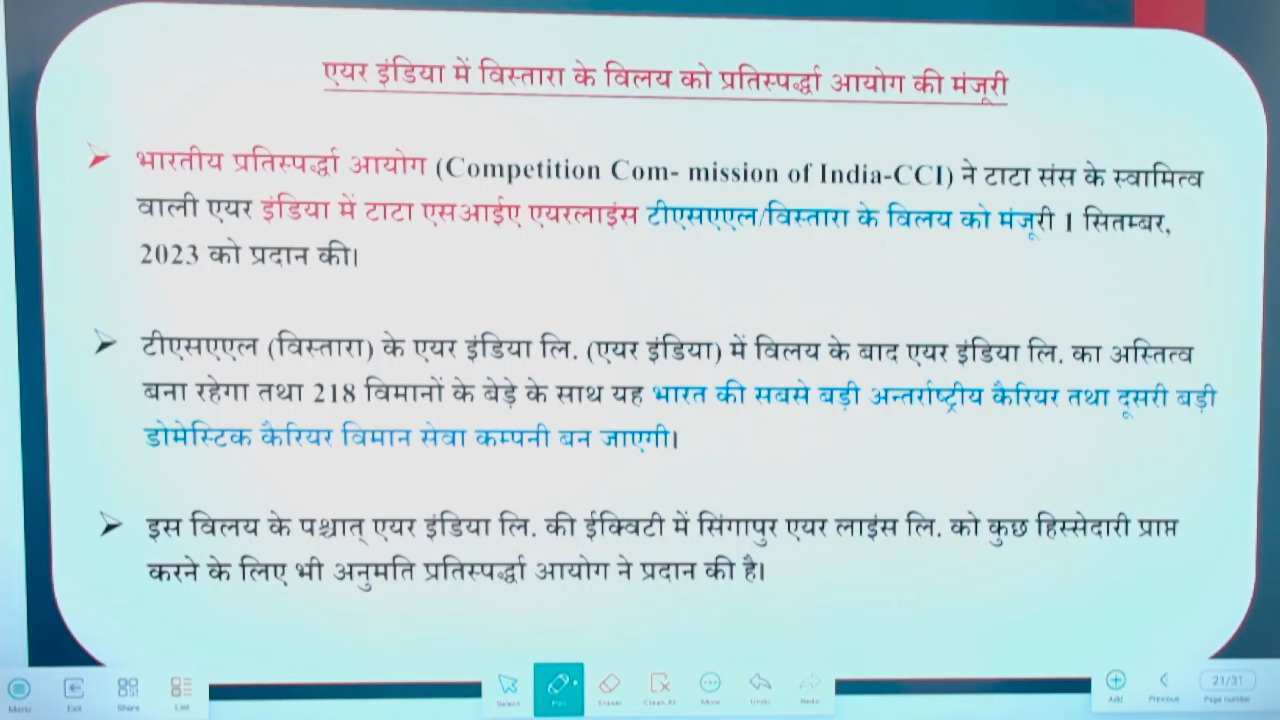 एयर इंडिया में विस्तारा के विलय को प्रतिस्पर्द्धा आयोग की मंजूरी
भारतीय प्रतिस्पर्द्धा आयोग (Competition Com- mission of India-CCI) ने टाटा संस के स्वामित्व
वाली एयर इंडिया में टाटा एसआईए एयरलाइंस टीएसएएल/विस्तारा के विलय को मंजूरी 1 सितम्बर,
2023 को प्रदान की।
टीएसएएल (विस्तारा) के एयर इंडिया लि. (एयर इंडिया) में विलय के बाद एयर इंडिया लि. का अस्तित्व
बना रहेगा तथा 218 विमानों के बेड़े के साथ यह भारत की सबसे बड़ी अन्तर्राष्ट्रीय कैरियर तथा दूसरी बड़ी
डोमेस्टिक कैरियर विमान सेवा कम्पनी बन जाएगी।
इस विलय के पश्चात् एयर इंडिया लि. की ईक्विटी में सिंगापुर एयर लाइंस लि. को कुछ हिस्सेदारी प्राप्त
करने के लिए भी अनुमति प्रतिस्पर्द्धा आयोग ने प्रदान की है।
Menu Exit Share List Select Pen Eraser Clean All More Undo Redo Add Previous 21/31 Page number